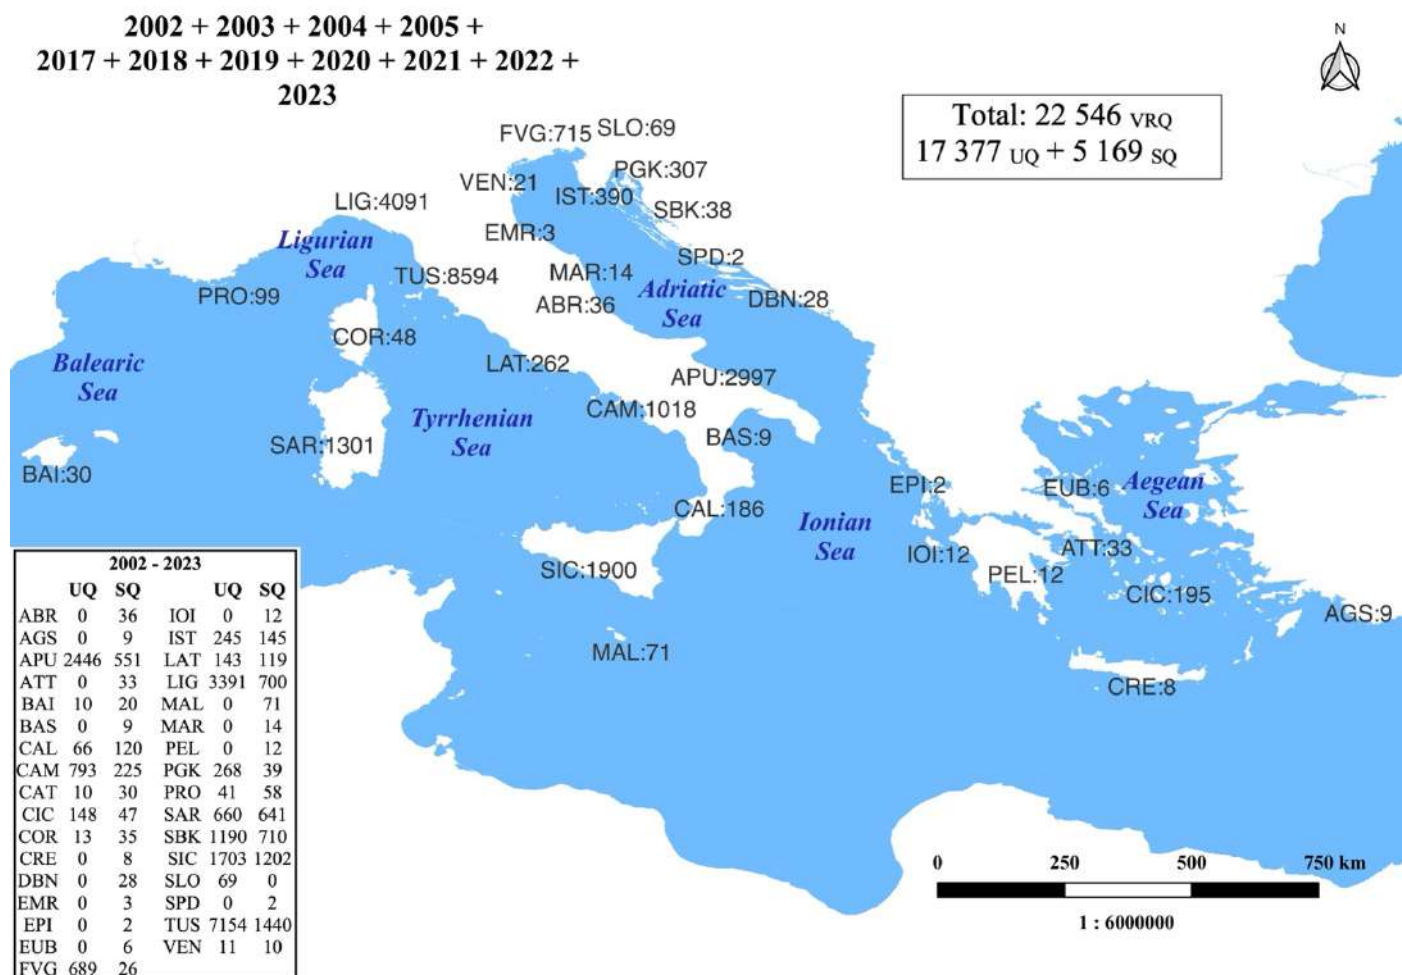 2002 + 2003 + 2004 + 2005 +
2017 + 2018 + 2019 + 2020 + 2021 + 2022 +
2023
N
Total: 22 546 VRQ
17 377 UQ + 5 169 SQ
FVG:715
SLO:69
PGK:307
VEN:21
IST:390
LIG:4091
SBK:38
EMR:3
Ligurian
Sea
SPD:2
TUS:8594
MAR:14
PRO:99
ABR:36
Adriatic
Sea
DBN:28
COR:48
LAT:262
Balearic
Sea
APU:2997
CAM:1018
Tyrrhenian
Sea
BAS:9
SAR:1301
BAI:30
EPI:2
EUB:6
Aegean
Sea
CAL:186
Ionian
Sea
IOI:12
ATT:33
SIC:1900
PEL:12
CIC:195
AGS:9
MAL:71
CRE:8
2002 - 2023
UQ SQ UQ SQ
ABR 0 36 IOI 0 12
AGS 0 9 IST 245 145
APU 2446 551 LAT 143 119
ATT 0 33 LIG 3391 700
BAI 10 20 MAL 0 71
BAS 0 9 MAR 0 14
CAL 66 120 PEL 0 12
CAM 793 225 PGK 268 39
CAT 10 30 PRO 41 58
CIC 148 47 SAR 660 641
COR 13 35 SBK 1190 710
CRE 0 8 SIC 1703 1202
DBN 0 28 SLO 69 0
EMR 0 3 SPD 0 2
EPI 0 2 TUS 7154 1440
EUB 0 6 VEN 11 10
FVG 689 26
0 250 500 750 km
1 : 6000000